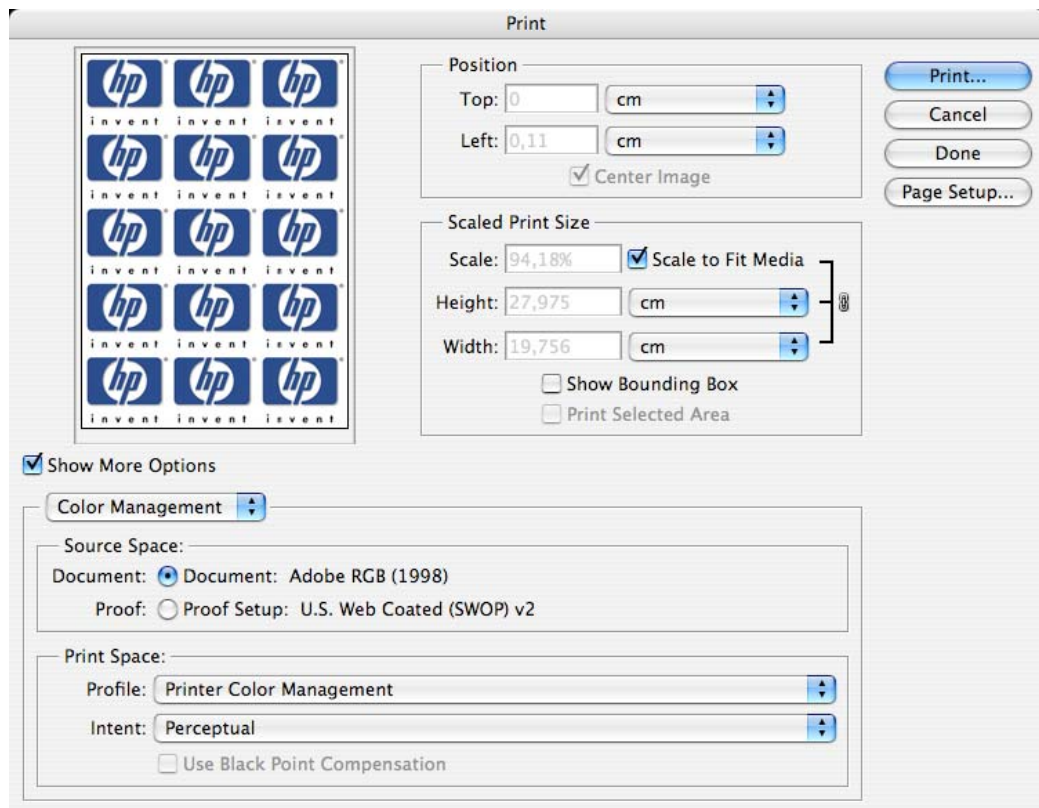 Print
hp hp hp
invent invent invent
hp hp hp
invent invent invent
hp hp hp
invent invent invent
hp hp hp
invent invent invent
hp hp hp
invent invent invent
Position
Top: 0 cm
Left: 0,11 cm
Center Image
Print...
Cancel
Done
Page Setup...
Scaled Print Size
Scale: 94,18% Scale to Fit Media
Height: 27,975 cm
Width: 19,756 cm
Show Bounding Box
Print Selected Area
Show More Options
Color Management
Source Space:
Document: Document: Adobe RGB (1998)
Proof: Proof Setup: U.S. Web Coated (SWOP) v2
Print Space:
Profile: Printer Color Management
Intent: Perceptual
Use Black Point Compensation